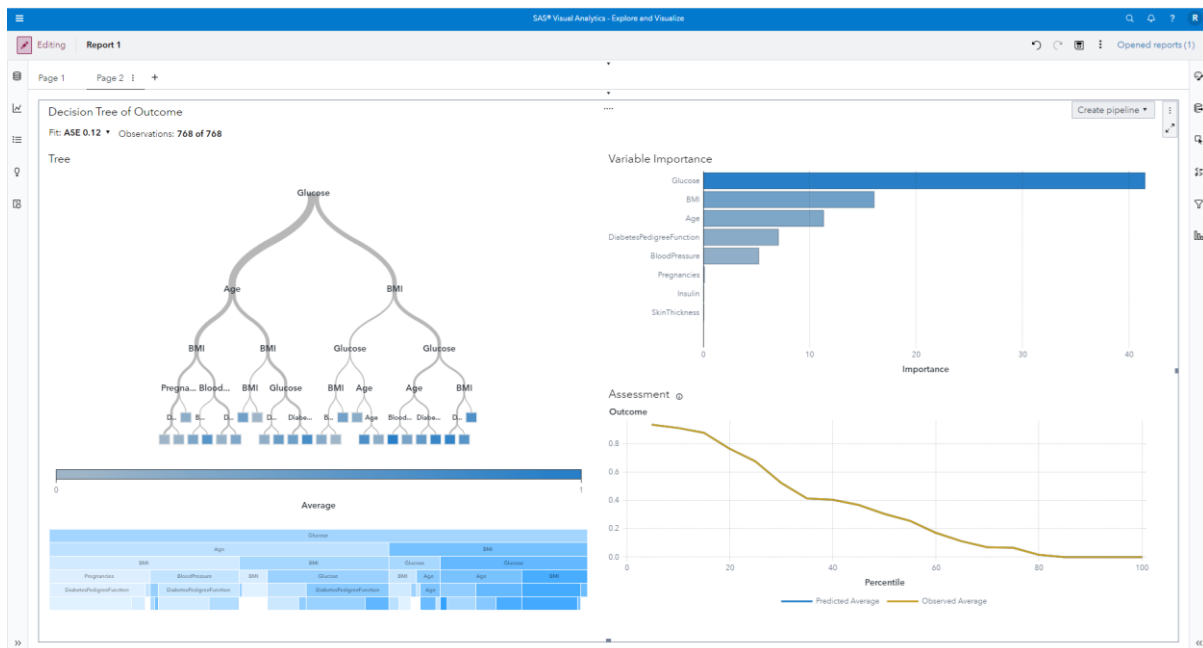 SAS® Visual Analytics - Explore and Visualize
R
Editing Report 1
Opened reports (1)
Page 1 Page 2 +
Decision Tree of Outcome
Create pipeline
Fit: ASE 0.12 Observations: 768 of 768
Tree
Glucose
Age BMI
BMI BMI Glucose Glucose
Pregna... Blood... BMI Glucose BMI Age Age BMI
D... B... D... D... Diabe... B... Age Blood... Diabe... D...
0 1
Average
Glucose
Age BMI
BMI BMI Glucose Glucose
Pregnancies BloodPressure BMI Glucose BMI Age Age BMI
DiabetesPedigreeFunction DiabetesPedigreeFunction DiabetesPedigreeFunction Age
Variable Importance
Glucose
BMI
Age
DiabetesPedigreeFunction
BloodPressure
Pregnancies
Insulin
SkinThickness
0 10 20 30 40
Importance
Assessment
Outcome
0.8
0.6
0.4
0.2
0.0
0 20 40 60 80 100
Percentile
Predicted Average Observed Average